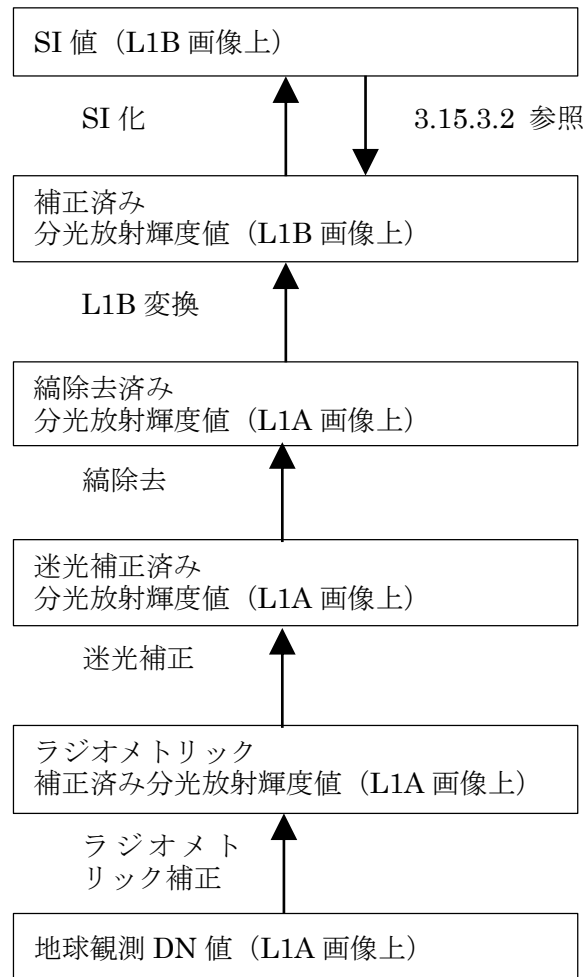 SI 値（L1B 画像上）
SI 化
3.15.3.2 参照
補正済み
分光放射輝度値（L1B 画像上）
L1B 変換
縞除去済み
分光放射輝度値（L1A 画像上）
縞除去
迷光補正済み
分光放射輝度値（L1A 画像上）
迷光補正
ラジオメトリック
補正済み分光放射輝度値（L1A 画像上）
ラジオメト
リック補正
地球観測 DN 値（L1A 画像上）